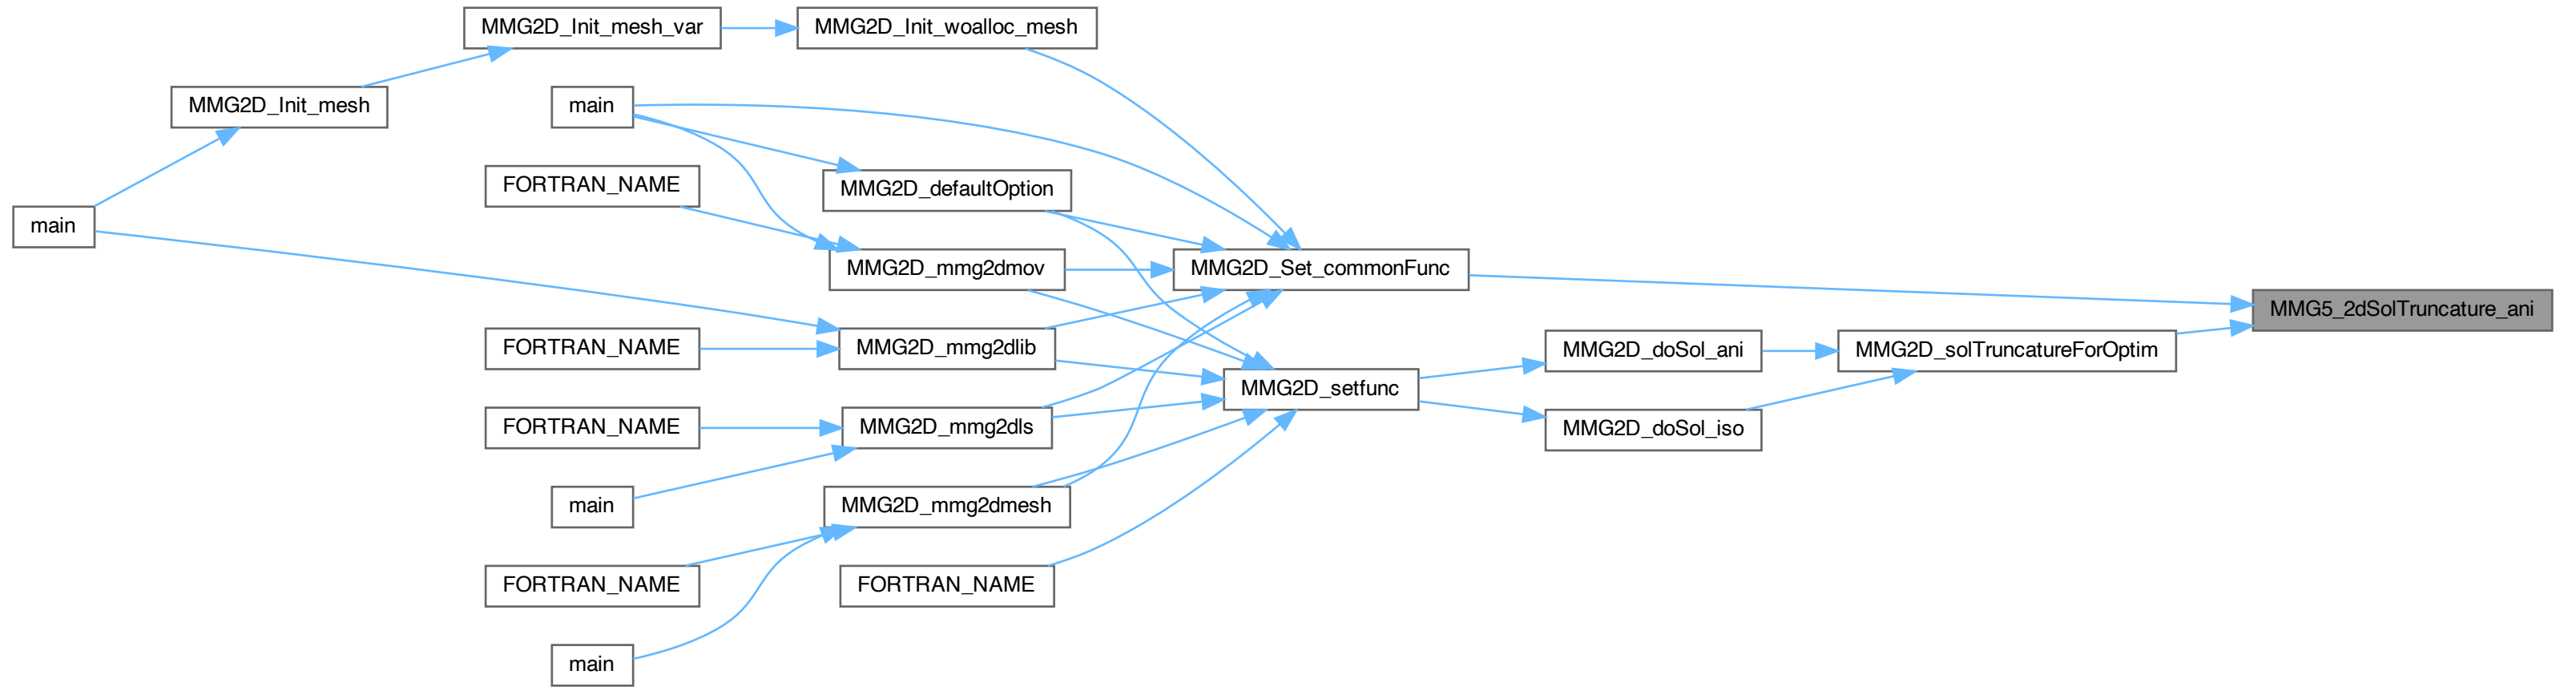 MMG2D_Init_mesh_var
MMG2D_Init_woalloc_mesh
MMG2D_Init_mesh
main
FORTRAN_NAME
MMG2D_defaultOption
main
MMG2D_mmg2dmov
MMG2D_Set_commonFunc
MMG5_2dSolTruncature_ani
FORTRAN_NAME
MMG2D_mmg2dlib
MMG2D_doSol_ani
MMG2D_solTruncatureForOptim
MMG2D_setfunc
FORTRAN_NAME
MMG2D_mmg2dls
MMG2D_doSol_iso
main
MMG2D_mmg2dmesh
FORTRAN_NAME
FORTRAN_NAME
main